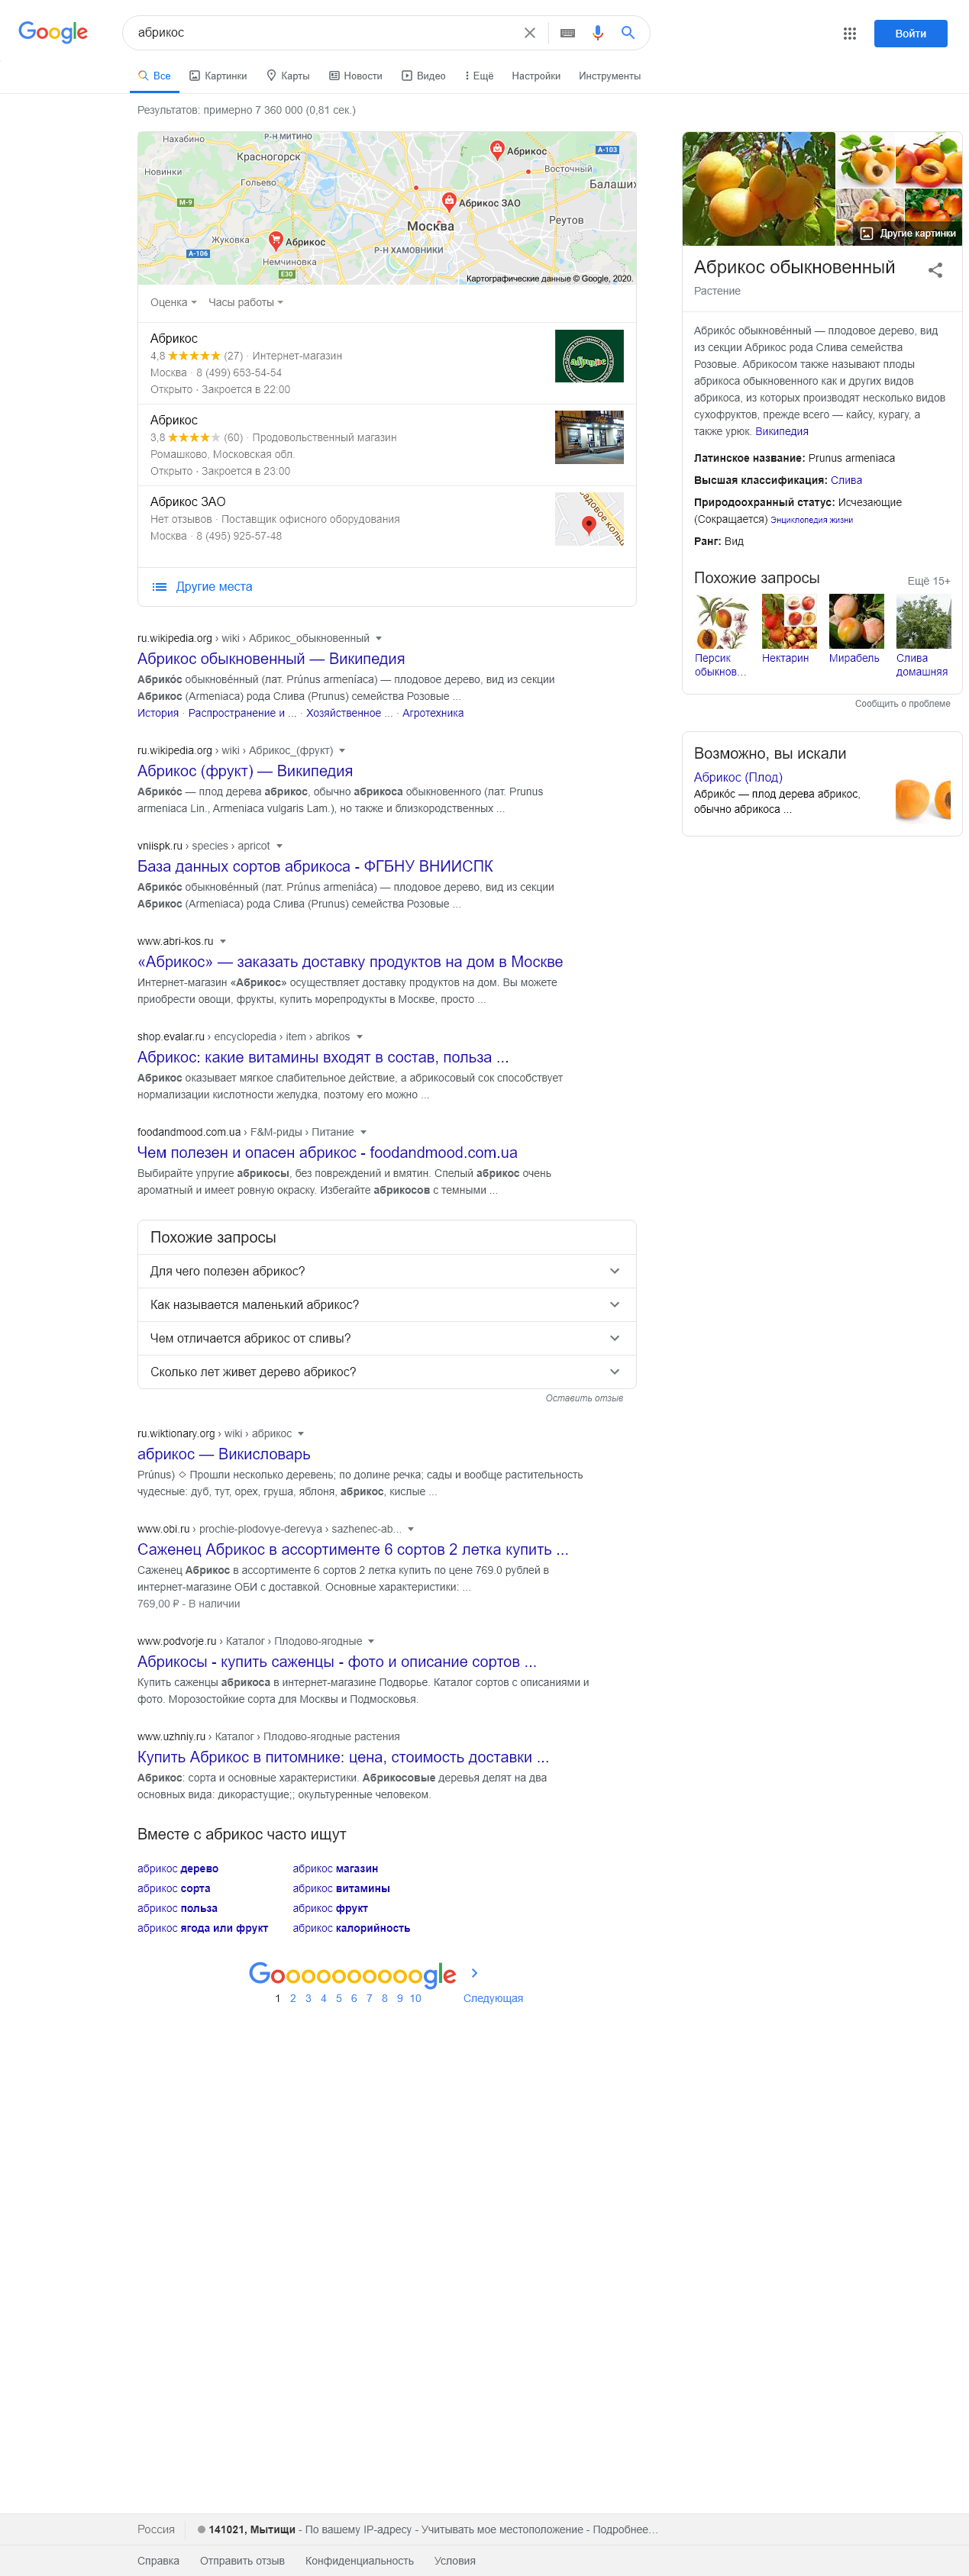 Google
абрикос
Войти
Все Картинки Карты Новости Видео Ещё Настройки Инструменты
Результатов: примерно 7 360 000 (0,81 сек.)
Нахабино
Р-Н МИТИНО
Красногорск
Новинки
Гольево
М-9
А-103
Абрикос
Восточный
Балаших
Абрикос ЗАО
Москва
Реутов
Жуковка
Абрикос
Р-Н ХАМОВНИКИ
А-106
Немчиновка
Е30
Картографические данные © Google, 2020.
Оценка Часы работы
Абрикос
4,8 (27) · Интернет-магазин
Москва · 8 (499) 653-54-54
Открыто · Закроется в 22:00
абрикос
Абрикос
3,8 (60) · Продовольственный магазин
Ромашково, Московская обл.
Открыто · Закроется в 23:00
Абрикос ЗАО
Нет отзывов · Поставщик офисного оборудования
Москва · 8 (495) 925-57-48
Другие места
ru.wikipedia.org › wiki › Абрикос_обыкновенный
Абрикос обыкновенный — Википедия
Абрико́с обыкнове́нный (лат. Prúnus armeníaca) — плодовое дерево, вид из секции
Абрикос (Armeniaca) рода Слива (Prunus) семейства Розовые ...
История · Распространение и ... · Хозяйственное ... · Агротехника
ru.wikipedia.org › wiki › Абрикос_(фрукт)
Абрикос (фрукт) — Википедия
Абрико́с — плод дерева абрикос, обычно абрикоса обыкновенного (лат. Prunus
armeniaca Lin., Armeniaca vulgaris Lam.), но также и близкородственных ...
vniispk.ru › species › apricot
База данных сортов абрикоса - ФГБНУ ВНИИСПК
Абрико́с обыкнове́нный (лат. Prúnus armeniáca) — плодовое дерево, вид из секции
Абрикос (Armeniaca) рода Слива (Prunus) семейства Розовые ...
www.abri-kos.ru
«Абрикос» — заказать доставку продуктов на дом в Москве
Интернет-магазин «Абрикос» осуществляет доставку продуктов на дом. Вы можете
приобрести овощи, фрукты, купить морепродукты в Москве, просто ...
shop.evalar.ru › encyclopedia › item › abrikos
Абрикос: какие витамины входят в состав, польза ...
Абрикос оказывает мягкое слабительное действие, а абрикосовый сок способствует
нормализации кислотности желудка, поэтому его можно ...
foodandmood.com.ua › F&M-риды › Питание
Чем полезен и опасен абрикос - foodandmood.com.ua
Выбирайте упругие абрикосы, без повреждений и вмятин. Спелый абрикос очень
ароматный и имеет ровную окраску. Избегайте абрикосов с темными ...
Похожие запросы
Для чего полезен абрикос?
Как называется маленький абрикос?
Чем отличается абрикос от сливы?
Сколько лет живет дерево абрикос?
Оставить отзыв
ru.wiktionary.org › wiki › абрикос
абрикос — Викисловарь
Prúnus) ◇ Прошли несколько деревень; по долине речка; сады и вообще растительность
чудесные: дуб, тут, орех, груша, яблоня, абрикос, кислые ...
www.obi.ru › prochie-plodovye-derevya › sazhenec-ab...
Саженец Абрикос в ассортименте 6 сортов 2 летка купить ...
Саженец Абрикос в ассортименте 6 сортов 2 летка купить по цене 769.0 рублей в
интернет-магазине ОБИ с доставкой. Основные характеристики: ...
769,00 ₽ - В наличии
www.podvorje.ru › Каталог › Плодово-ягодные
Абрикосы - купить саженцы - фото и описание сортов ...
Купить саженцы абрикоса в интернет-магазине Подворье. Каталог сортов с описаниями и
фото. Морозостойкие сорта для Москвы и Подмосковья.
www.uzhniy.ru › Каталог › Плодово-ягодные растения
Купить Абрикос в питомнике: цена, стоимость доставки ...
Абрикос: сорта и основные характеристики. Абрикосовые деревья делят на два
основных вида: дикорастущие;; окультуренные человеком.
Вместе с абрикос часто ищут
абрикос дерево абрикос магазин
абрикос сорта абрикос витамины
абрикос польза абрикос фрукт
абрикос ягода или фрукт абрикос калорийность
Goooooooooogle
1 2 3 4 5 6 7 8 9 10 Следующая
Другие картинки
Абрикос обыкновенный
Растение
Абрико́с обыкнове́нный — плодовое дерево, вид
из секции Абрикос рода Слива семейства
Розовые. Абрикосом также называют плоды
абрикоса обыкновенного как и других видов
абрикоса, из которых производят несколько видов
сухофруктов, прежде всего — кайсу, курагу, а
также урюк. Википедия
Латинское название: Prunus armeniaca
Высшая классификация: Слива
Природоохранный статус: Исчезающие
(Сокращается) Энциклопедия жизни
Ранг: Вид
Похожие запросы Ещё 15+
Персик обыкнов...
Нектарин
Мирабель
Слива домашняя
Сообщить о проблеме
Возможно, вы искали
Абрикос (Плод)
Абрико́с — плод дерева абрикос,
обычно абрикоса ...
Россия 141021, Мытищи - По вашему IP-адресу - Учитывать мое местоположение - Подробнее…
Справка Отправить отзыв Конфиденциальность Условия